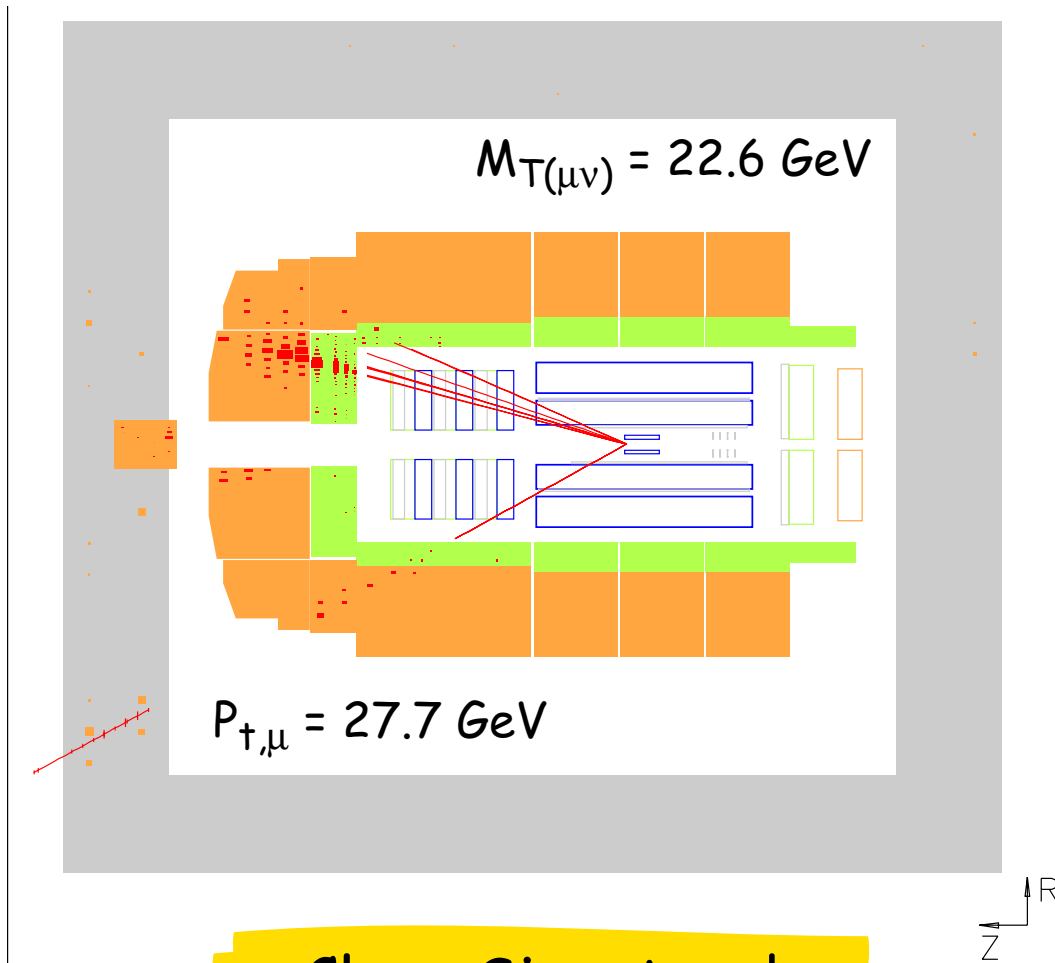 M_T(μν) = 22.6 GeV
P_t,μ = 27.7 GeV
R
Z